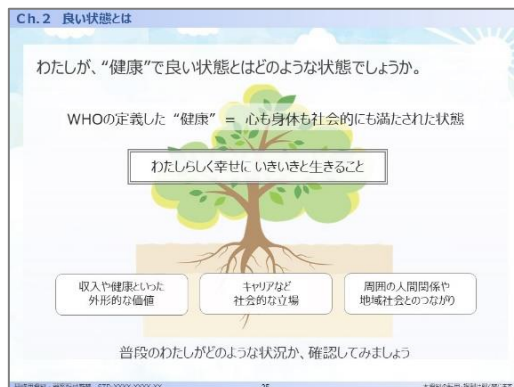 Ch.2 良い状態とは
わたしが、“健康”で良い状態とはどのような状態でしょうか。
WHOの定義した “健康” = 心も身体も社会的にも満たされた状態
わたしらしく幸せに いきいきと生きること
収入や健康といった
外形的な価値
キャリアなど
社会的な立場
周囲の人間関係や
地域社会とのつながり
普段のわたしがどのような状況か、確認してみましょう